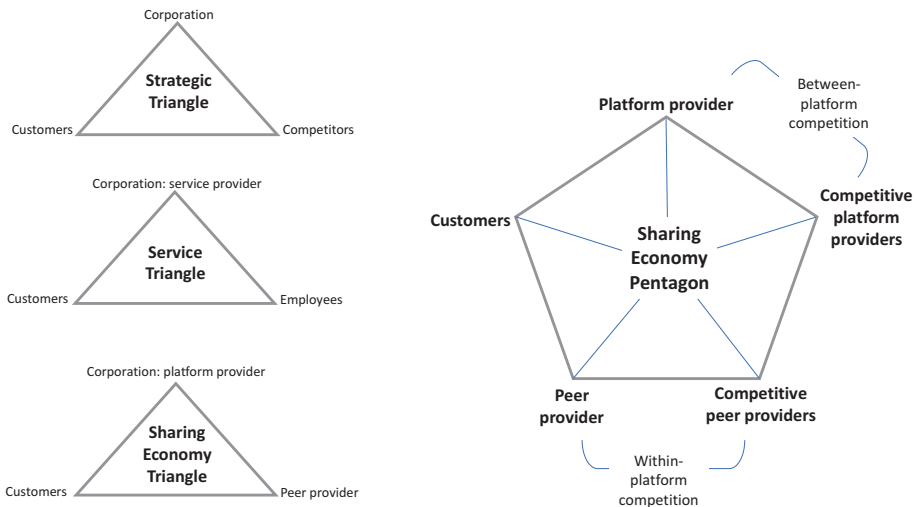 Corporation
Strategic
Triangle
Customers
Competitors
Corporation: service provider
Service
Triangle
Customers
Employees
Corporation: platform provider
Sharing
Economy
Triangle
Customers
Peer provider
Platform provider
Between-
platform
competition
Customers
Competitive
platform
providers
Sharing
Economy
Pentagon
Peer
provider
Competitive
peer providers
Within-
platform
competition